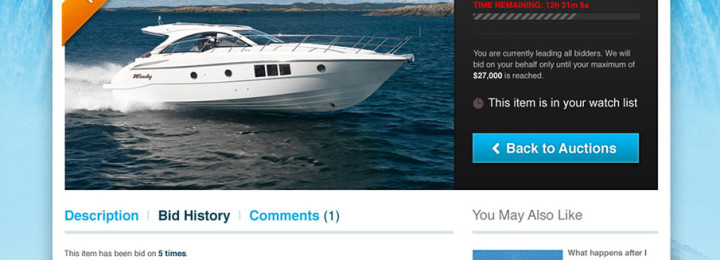 TIME REMAINING: 12h 21m 5s
You are currently leading all bidders. We will
bid on your behalf only until your maximum of
$27,000 is reached.
This item is in your watch list
Back to Auctions
Windy
Description | Bid History | Comments (1)
You May Also Like
This item has been bid on 5 times.
What happens after I